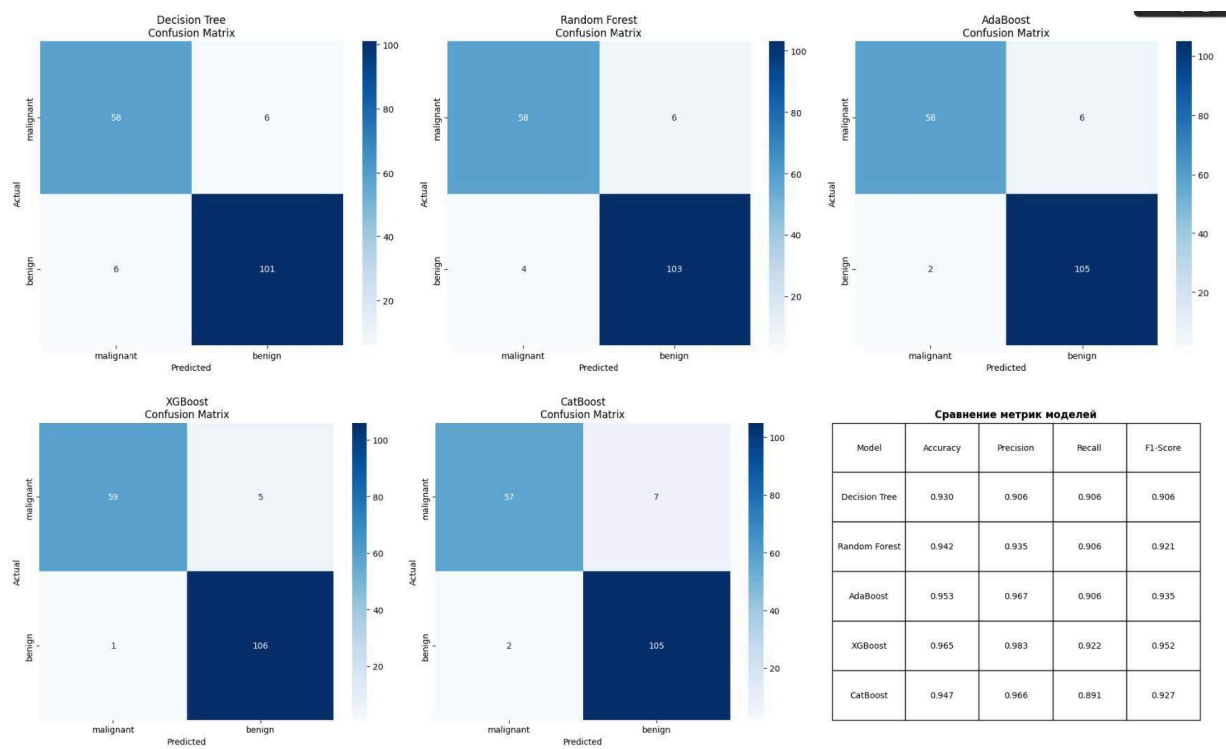 Decision Tree
Confusion Matrix
100
80
60
40
20
malignant
benign
Actual
58 6
6 101
malignant benign
Predicted
Random Forest
Confusion Matrix
100
80
60
40
20
malignant
benign
Actual
58 6
4 103
malignant benign
Predicted
AdaBoost
Confusion Matrix
100
80
60
40
20
malignant
benign
Actual
58 6
2 105
malignant benign
Predicted
XGBoost
Confusion Matrix
100
80
60
40
20
malignant
benign
Actual
59 5
1 106
malignant benign
Predicted
CatBoost
Confusion Matrix
100
80
60
40
20
malignant
benign
Actual
57 7
2 105
malignant benign
Predicted
Сравнение метрик моделей
Model Accuracy Precision Recall F1-Score
Decision Tree 0.930 0.906 0.906 0.906
Random Forest 0.942 0.935 0.906 0.921
AdaBoost 0.953 0.967 0.906 0.935
XGBoost 0.965 0.983 0.922 0.952
CatBoost 0.947 0.966 0.891 0.927